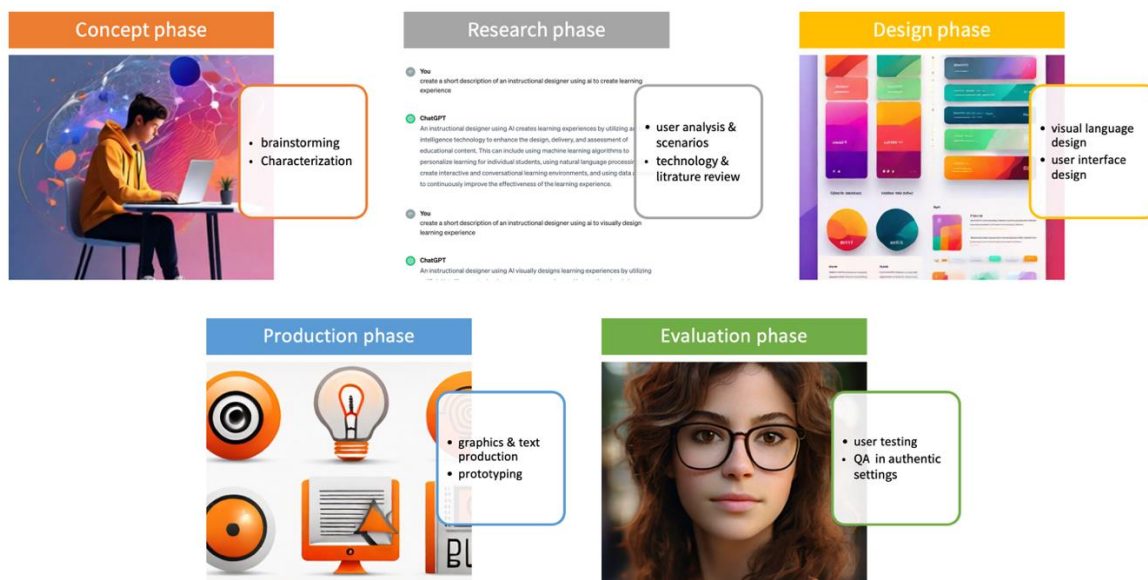 Concept phase
brainstorming
Characterization
Research phase
You
create a short description of an instructional designer using ai to create learning
experience
ChatGPT
An instructional designer using AI creates learning experiences by utilizing
intelligence technology to enhance the design, delivery, and assessment of
educational content. This can include using machine learning algorithms to
personalize learning for individual students, using natural language
create interactive and conversational learning environments, and using data
to continuously improve the effectiveness of the learning experience.
You
create a short description of an instructional designer using ai to visually design
learning experience
ChatGPT
An instructional designer using AI visually designs learning experiences by utilizing
user analysis &
scenarios
technology &
litrature review
Design phase
visual language
design
user interface
design
Production phase
graphics & text
production
prototyping
Evaluation phase
user testing
QA in authentic
settings